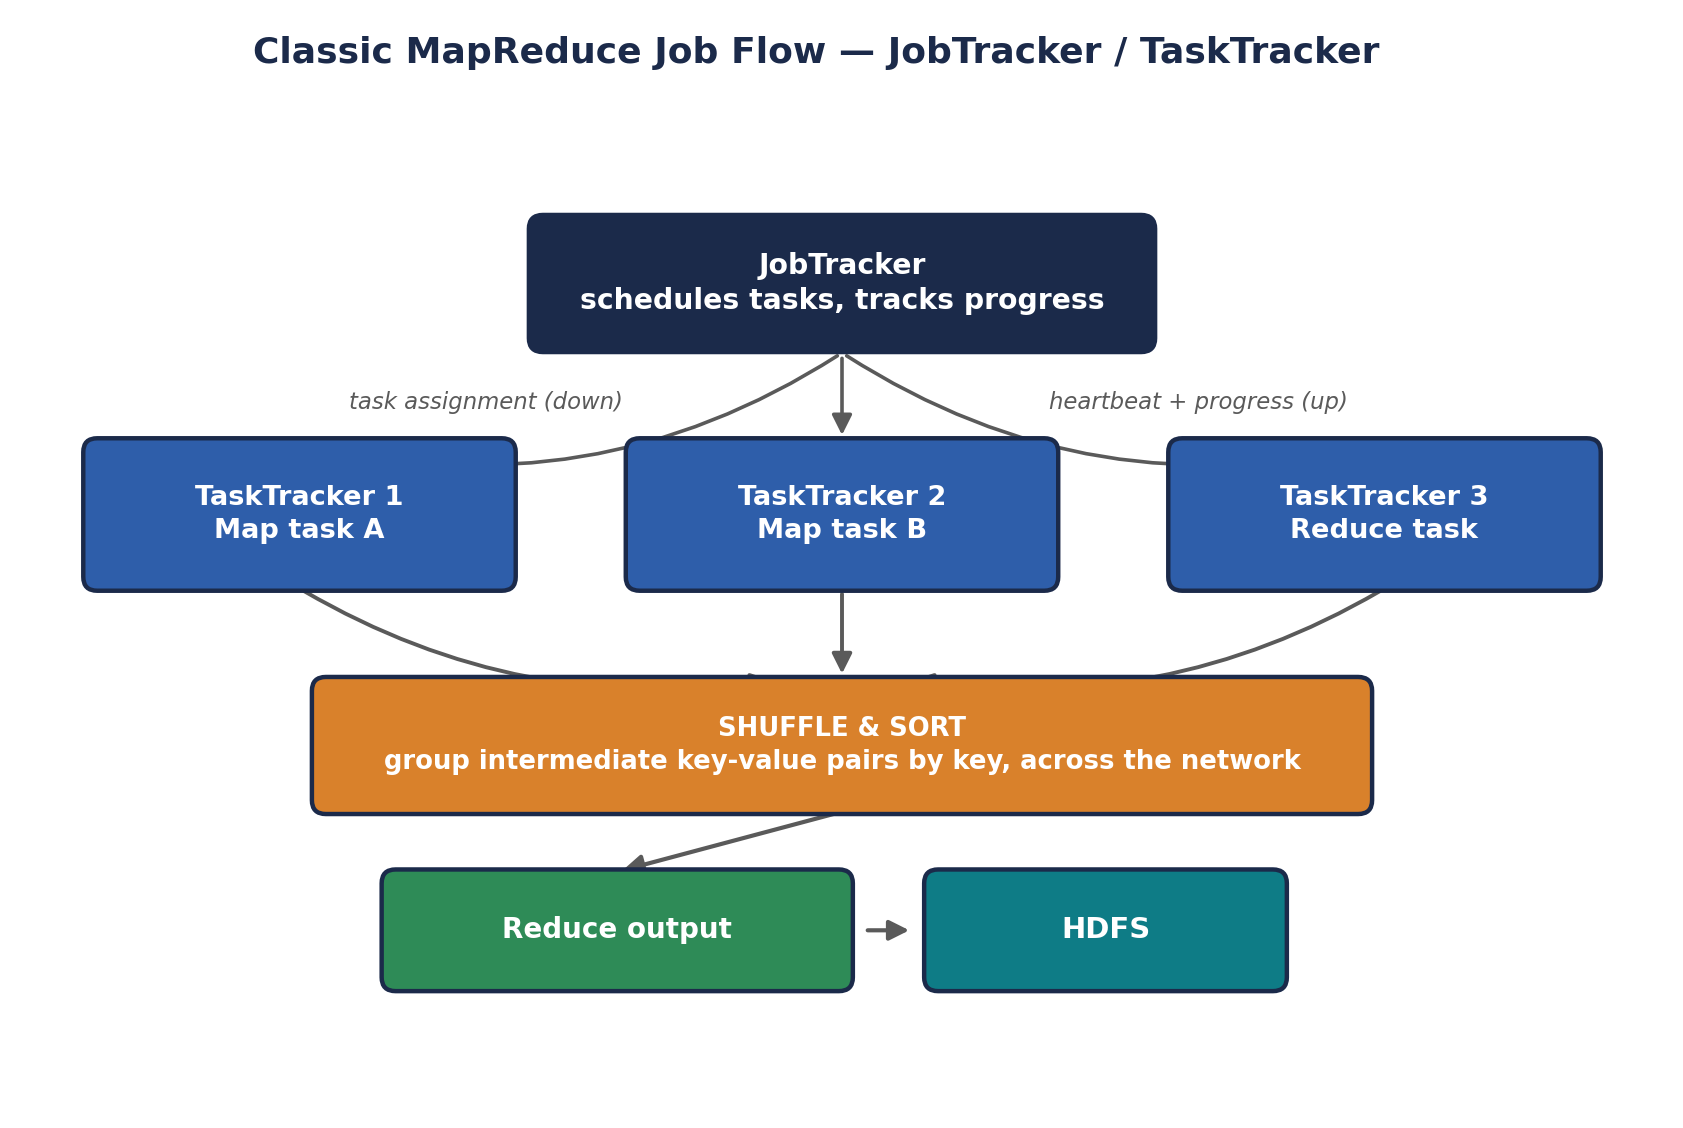 Classic MapReduce Job Flow — JobTracker / TaskTracker
JobTracker
schedules tasks, tracks progress
task assignment (down)
heartbeat + progress (up)
TaskTracker 1
Map task A
TaskTracker 2
Map task B
TaskTracker 3
Reduce task
SHUFFLE & SORT
group intermediate key-value pairs by key, across the network
Reduce output
HDFS